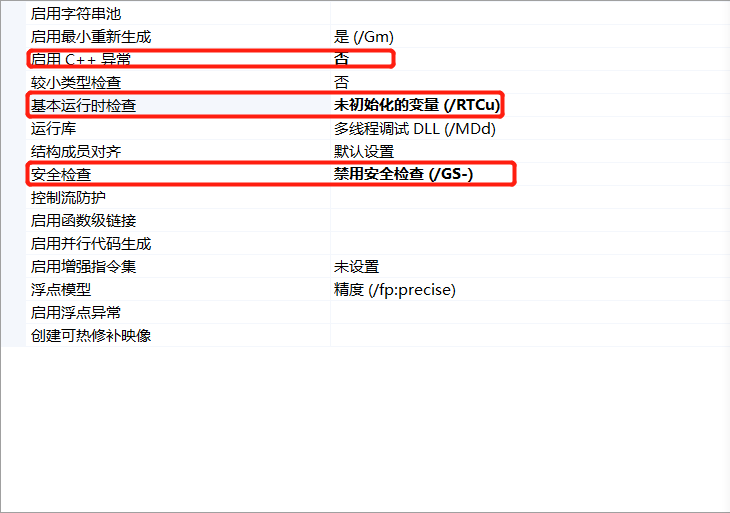 启用字符串池
启用最小重新生成 是 (/Gm)
启用 C++ 异常 否
较小类型检查 否
基本运行时检查 未初始化的变量 (/RTCu)
运行库 多线程调试 DLL (/MDd)
结构成员对齐 默认设置
安全检查 禁用安全检查 (/GS-)
控制流防护
启用函数级链接
启用并行代码生成
启用增强指令集 未设置
浮点模型 精度 (/fp:precise)
启用浮点异常
创建可热修补映像